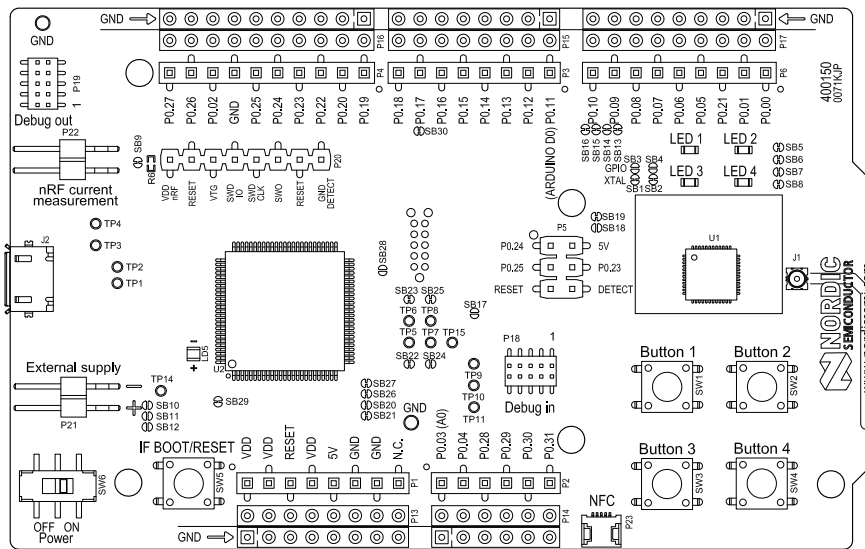 GND
GND
GND
P16
P15
P17
P19
1
Debug out
P4
P3
P6
P0.27
P0.26
P0.02
GND
P0.25
P0.24
P0.23
P0.22
P0.20
P0.19
P0.18
P0.17
P0.16
P0.15
P0.14
P0.13
P0.12
P0.11
(ARDUINO D0)
P0.10
P0.09
P0.08
P0.07
P0.06
P0.05
P0.21
P0.01
P0.00
400150
0071KJP
P22
nRF current
measurement
SB9
R6
P20
VDD
nRF
RESET
VTG
SWD
IO
SWD
CLK
SWO
RESET
GND
DETECT
SB30
SB16
SB15
SB14
SB13
GPIO
XTAL
SB3
SB4
SB1
SB2
LED 1
LED 2
LED 3
LED 4
SB5
SB6
SB7
SB8
TP4
TP3
TP2
TP1
J2
SB28
SB19
SB18
P5
P0.24
5V
P0.25
P0.23
RESET
DETECT
U1
J1
NORDIC
SEMICONDUCTOR
SB23
SB25
TP6
TP8
TP5
TP7
TP15
SB22
SB24
SB17
P18
1
Debug in
TP9
TP10
TP11
-
LD5
+
U2
External supply
P21
-
+
TP14
SB10
SB11
SB12
SB29
SB27
SB26
SB20
SB21
GND
Button 1
SW1
Button 2
SW2
Button 3
SW3
Button 4
SW4
IF BOOT/RESET
SW5
SW6
OFF
ON
Power
VDD
VDD
RESET
VDD
5V
GND
GND
N.C.
P1
P13
GND
P0.03 (A0)
P0.04
P0.28
P0.29
P0.30
P0.31
P2
P14
NFC
P23